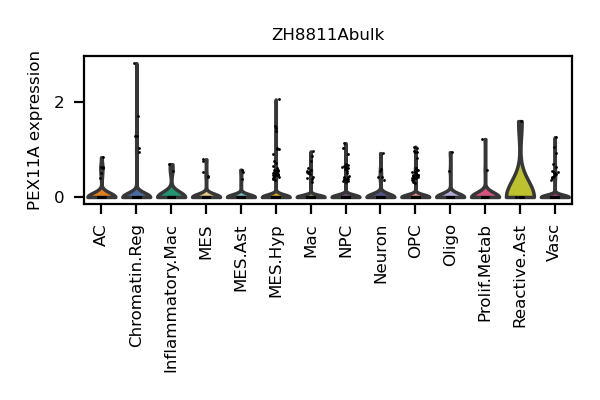 ZH8811Abulk
PEX11A expression
2
0
AC
Chromatin.Reg
Inflammatory.Mac
MES
MES.Ast
MES.Hyp
Mac
NPC
Neuron
OPC
Oligo
Prolif.Metab
Reactive.Ast
Vasc